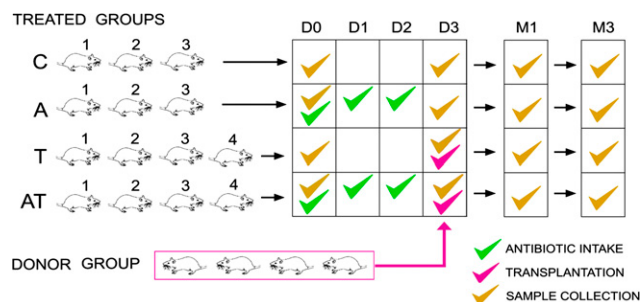 TREATED GROUPS
D0 D1 D2 D3 M1 M3
1 2 3
C
1 2 3
A
1 2 3 4
T
1 2 3 4
AT
DONOR GROUP
ANTIBIOTIC INTAKE
TRANSPLANTATION
SAMPLE COLLECTION